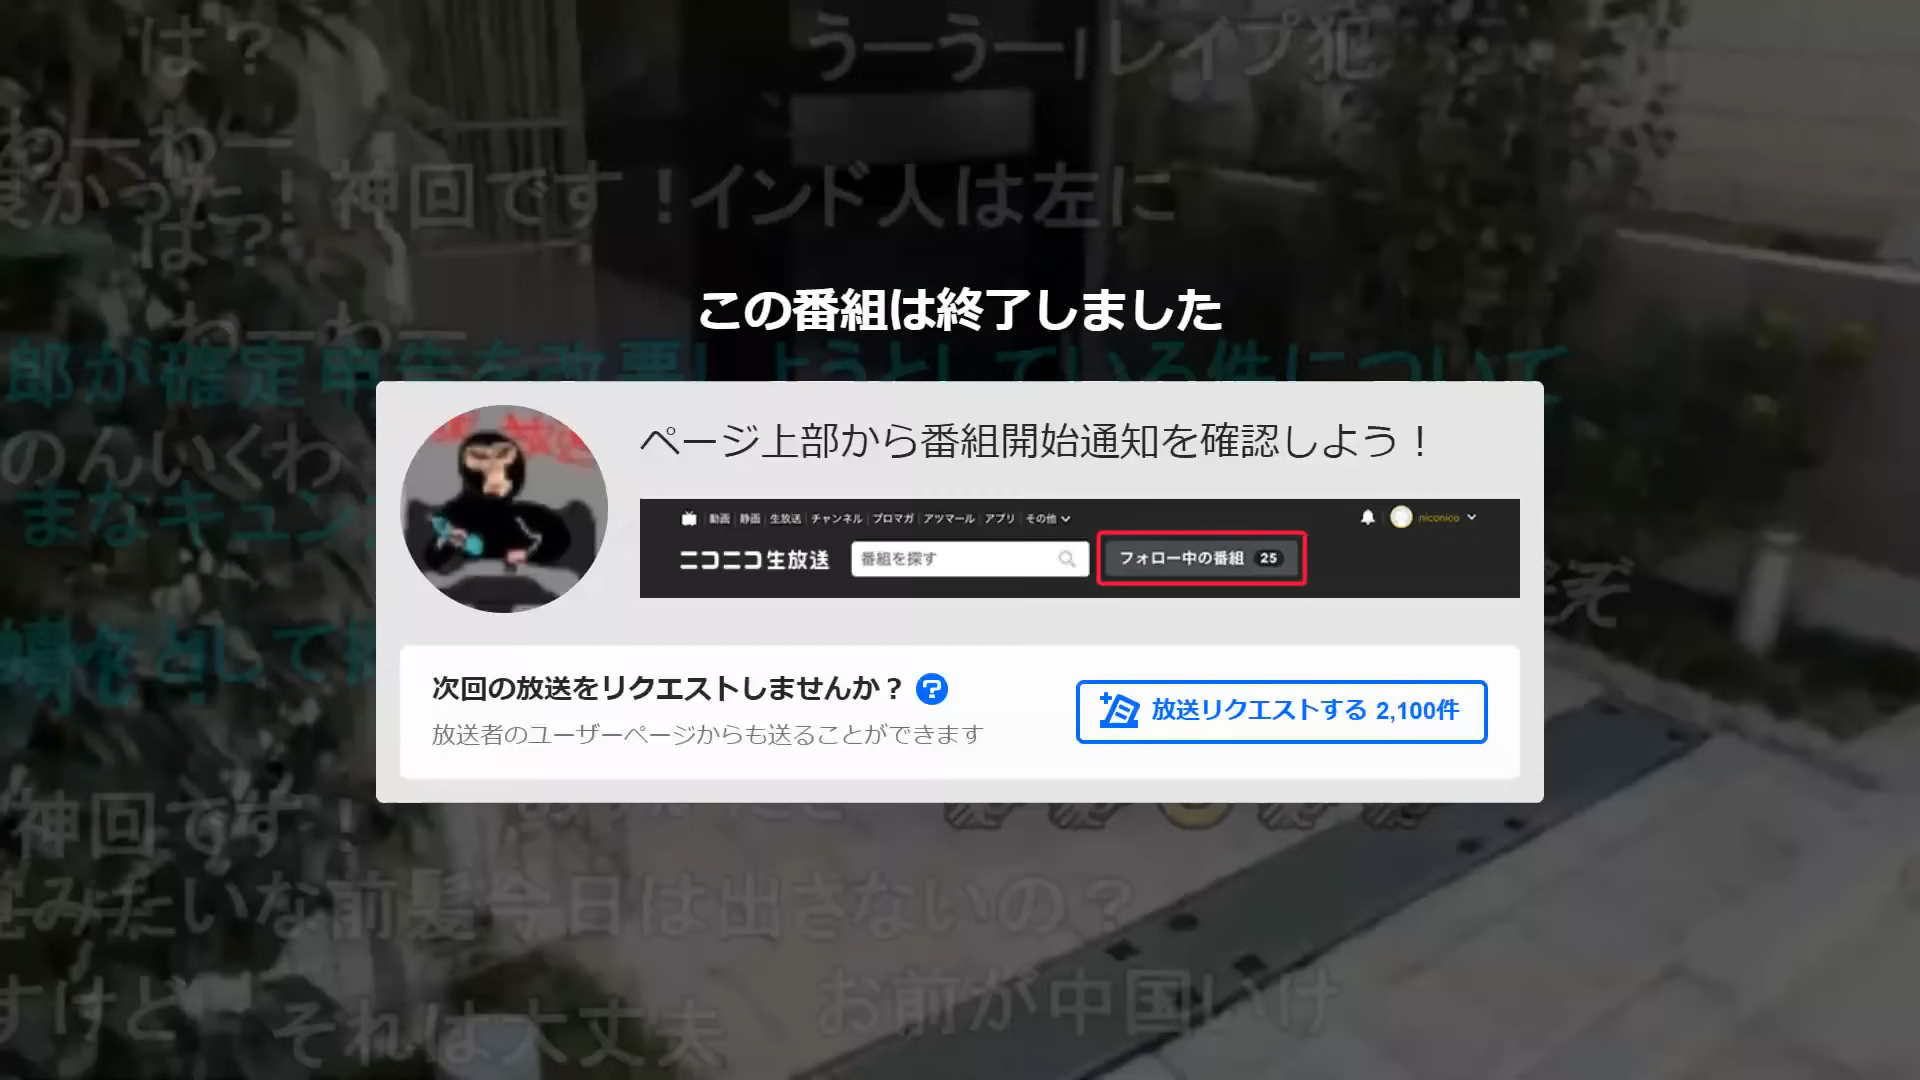 は？
うーうー
レイプ犯
わーわー
良かった！
神回です！
インド人は左に
は？
この番組は終了しました
わーわー
郎が確定申告を改票しようとしている件について
ページ上部から番組開始通知を確認しよう！
のんいくわ
まなキュン
動画 静画 生放送 チャンネル ブロマガ アツマール アプリ その他
niconico
ニコニコ生放送
番組を探す
フォロー中の番組 25
として
次回の放送をリクエストしませんか？
放送者のユーザーページからも送ることができます
放送リクエストする 2,100件
神回です！
みたいな前髪今日は出さないの？
すけど
それは大丈夫
お前が中国いけ